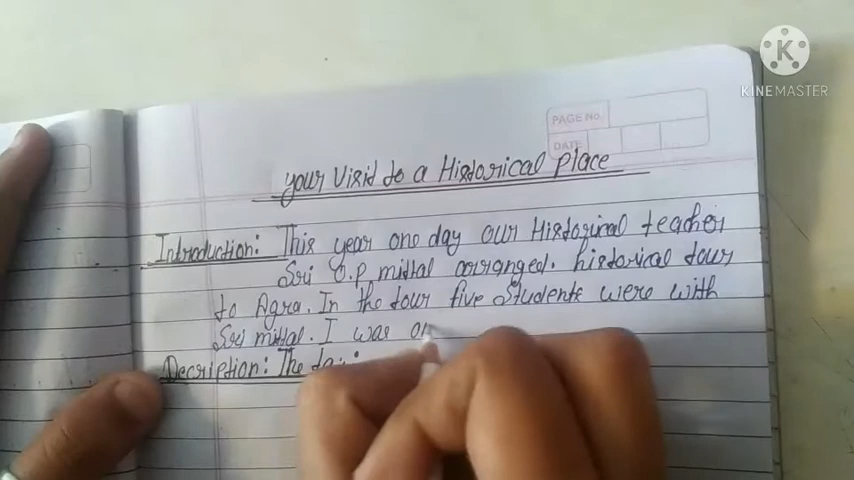 KINEMASTER
PAGE No.
DATE
your Visit to a Historical Place
Introduction: This year one day our Historical teacher
Sri O.P mittal arranged. historical tour
to Agra. In the tour five Students were with
Sri mittal. I was
Decription: The